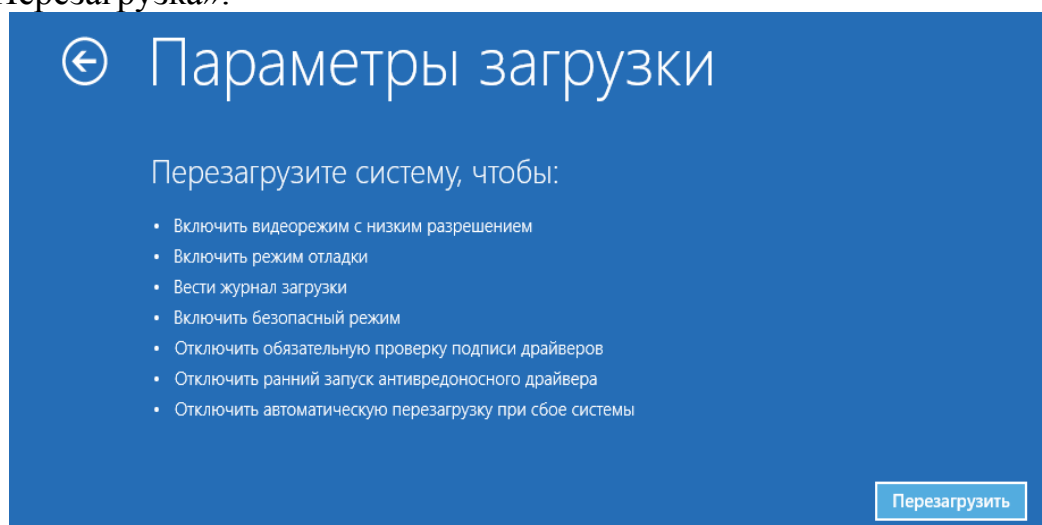 Перезагрузка».
Параметры загрузки
Перезагрузите систему, чтобы:
• Включить видеорежим с низким разрешением
• Включить режим отладки
• Вести журнал загрузки
• Включить безопасный режим
• Отключить обязательную проверку подписи драйверов
• Отключить ранний запуск антивредоносного драйвера
• Отключить автоматическую перезагрузку при сбое системы
Перезагрузить